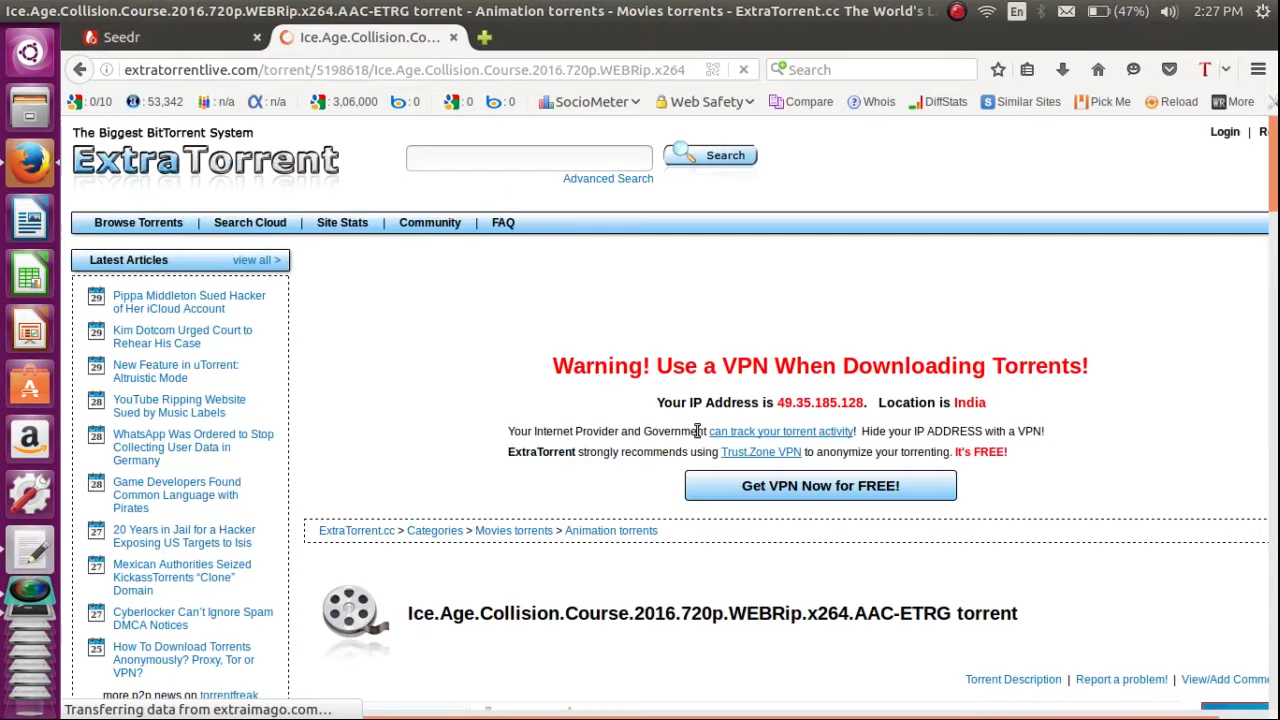 Ice.Age.Collision.Course.2016.720p.WEBRip.x264.AAC-ETRG torrent - Animation torrents - Movies torrents - ExtraTorrent.cc The World's L
En
(47%)
2:27 PM
Seedr
Ice.Age.Collision.Co...
extratorrentlive.com/torrent/5198618/Ice.Age.Collision.Course.2016.720p.WEBRip.x264
Search
: 0/10
: 53,342
: n/a
: n/a
: 3,06,000
: 0
: 0
: 0
SocioMeter
Web Safety
Compare
Whois
DiffStats
Similar Sites
Pick Me
Reload
More
The Biggest BitTorrent System
ExtraTorrent
Search
Advanced Search
Login | R
Browse Torrents | Search Cloud | Site Stats | Community | FAQ
Latest Articles
view all >
29
Pippa Middleton Sued Hacker
of Her iCloud Account
29
Kim Dotcom Urged Court to
Rehear His Case
29
New Feature in uTorrent:
Altruistic Mode
28
YouTube Ripping Website
Sued by Music Labels
28
WhatsApp Was Ordered to Stop
Collecting User Data in
Germany
28
Game Developers Found
Common Language with
Pirates
27
20 Years in Jail for a Hacker
Exposing US Targets to Isis
27
Mexican Authorities Seized
KickassTorrents “Clone”
Domain
27
Cyberlocker Can’t Ignore Spam
DMCA Notices
25
How To Download Torrents
Anonymously? Proxy, Tor or
VPN?
more p2p news on torrentfreak
Warning! Use a VPN When Downloading Torrents!
Your IP Address is 49.35.185.128. Location is India
Your Internet Provider and Government can track your torrent activity! Hide your IP ADDRESS with a VPN!
ExtraTorrent strongly recommends using Trust.Zone VPN to anonymize your torrenting. It's FREE!
Get VPN Now for FREE!
ExtraTorrent.cc > Categories > Movies torrents > Animation torrents
Ice.Age.Collision.Course.2016.720p.WEBRip.x264.AAC-ETRG torrent
Torrent Description | Report a problem! | View/Add Comme
Transferring data from extraimago.com...